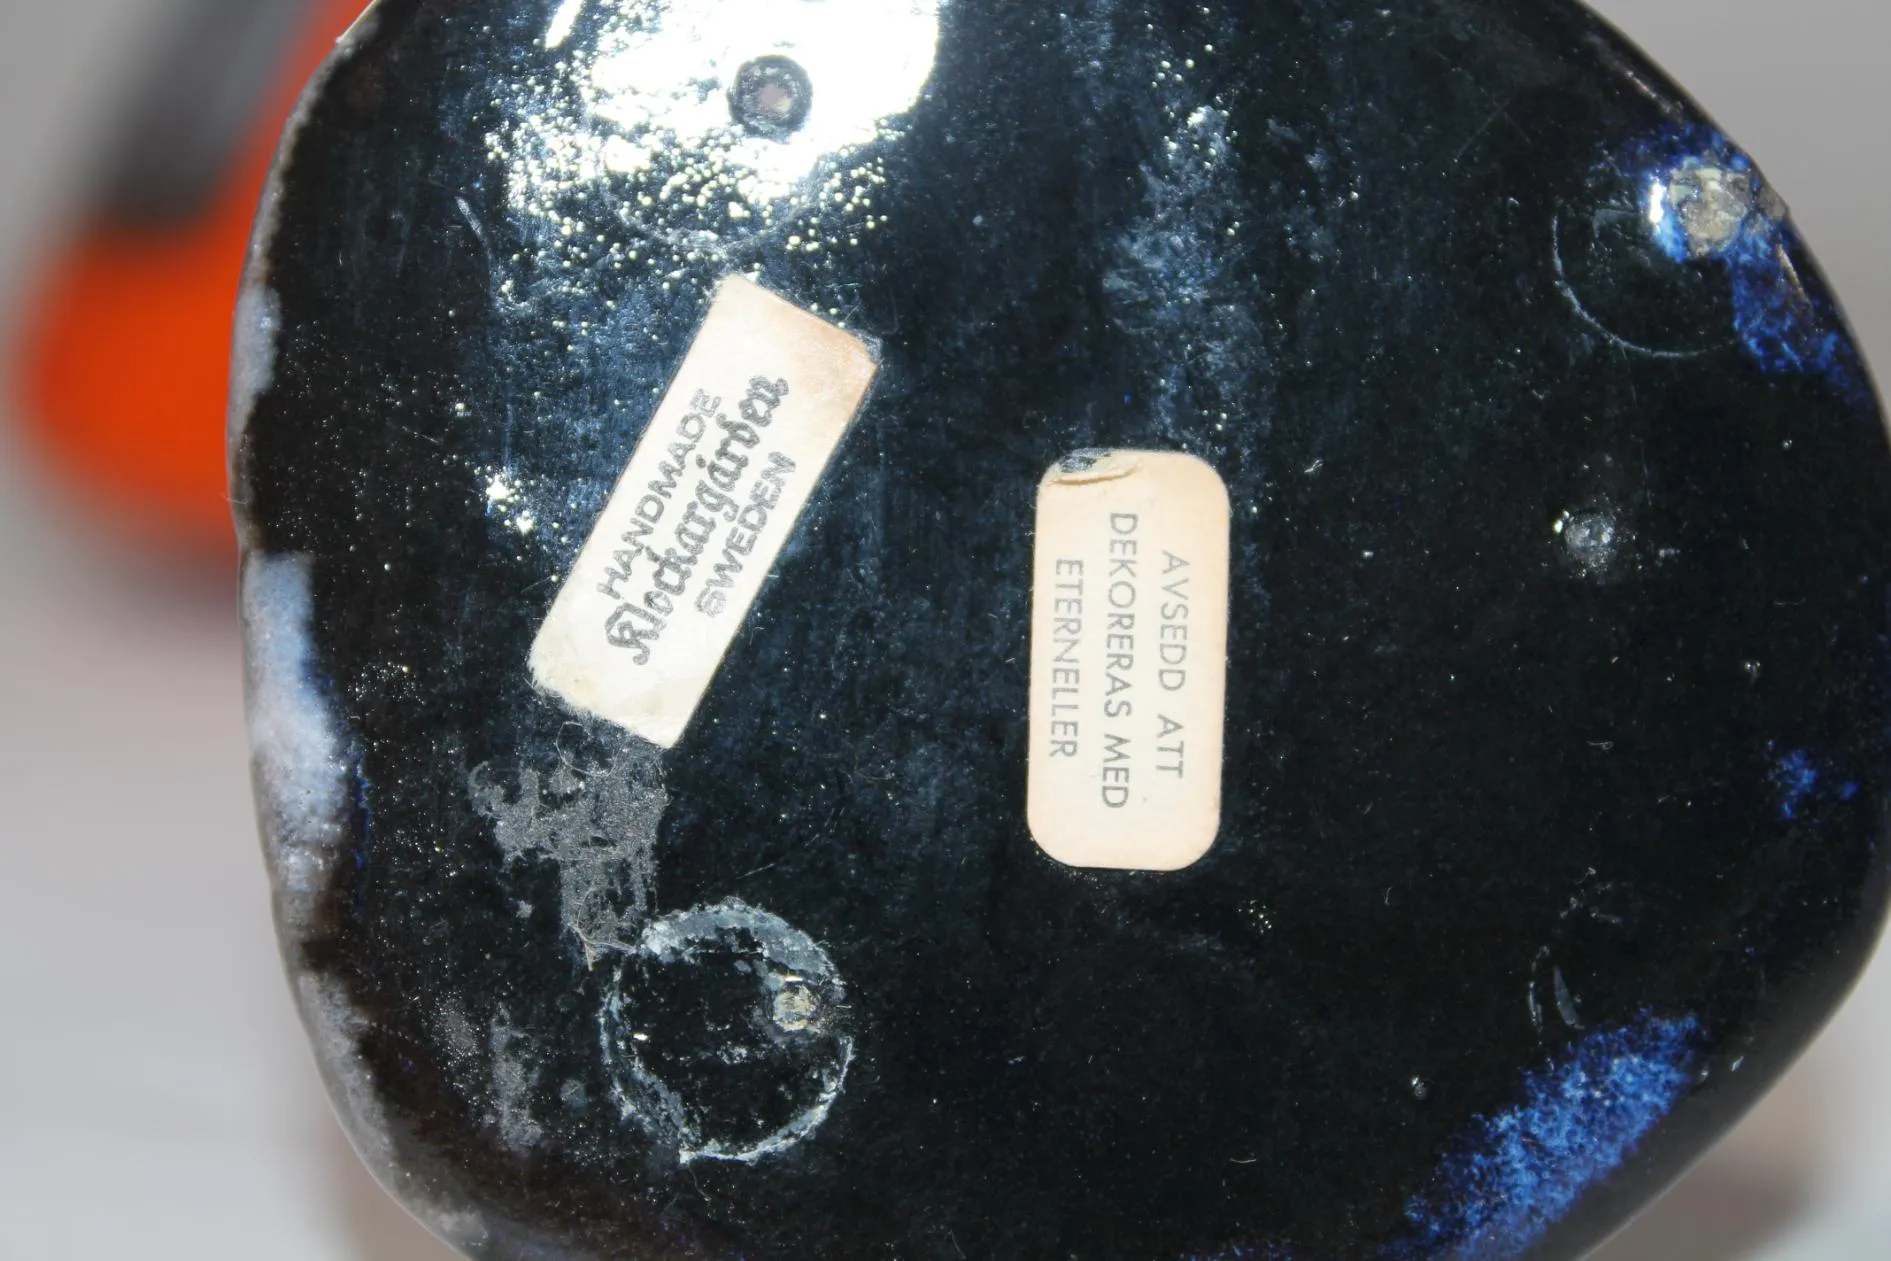 HANDMADE
Klockargården
SWEDEN
AVSEDD ATT
DEKORERAS MED
ETERNELLER